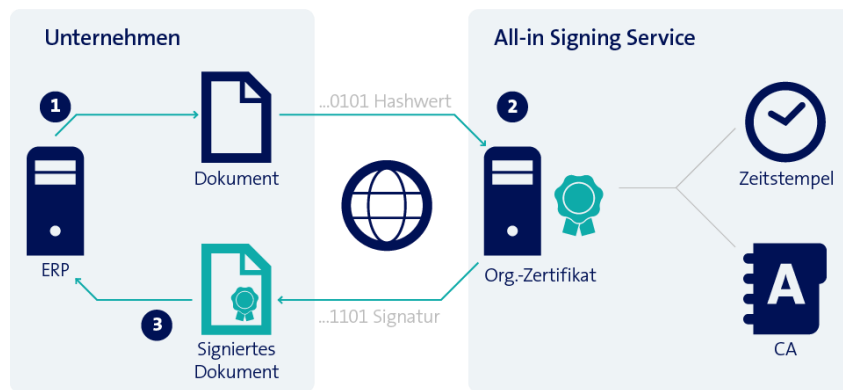 Unternehmen
All-in Signing Service
1
...0101 Hashwert
2
Dokument
Zeitstempel
ERP
Org.-Zertifikat
3
...1101 Signatur
Signiertes
Dokument
A
CA